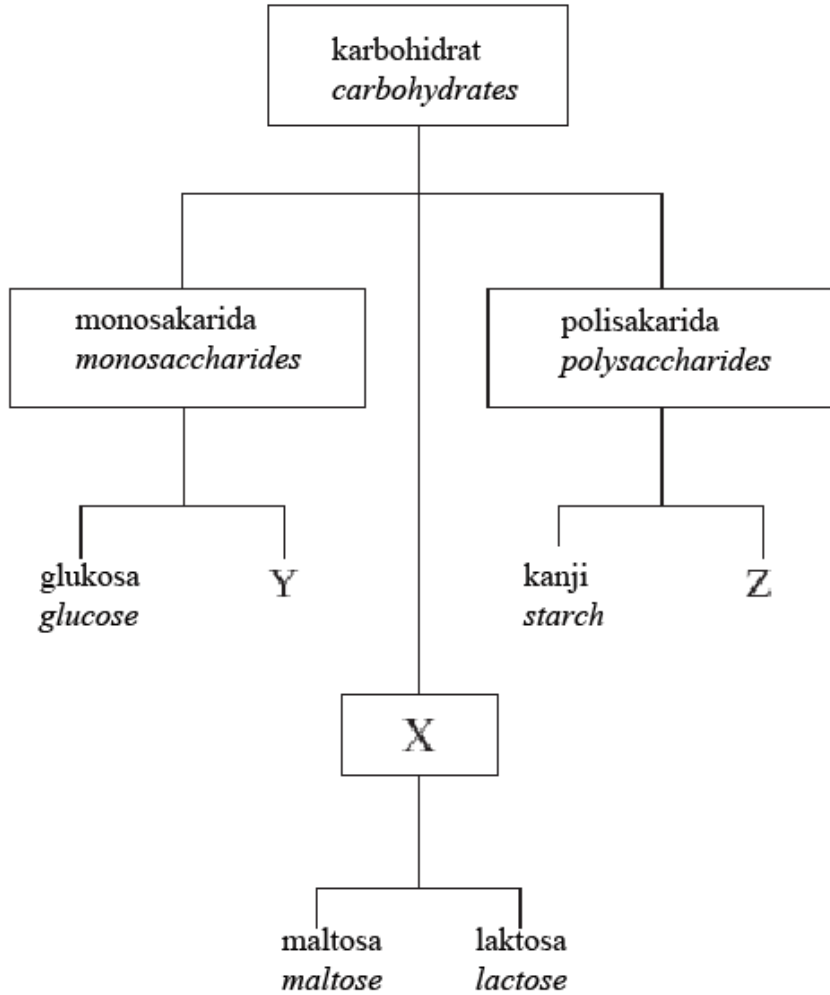 karbohidrat
carbohydrates
monosakarida
monosaccharides
polisakarida
polysaccharides
glukosa
glucose
Y
kanji
starch
Z
X
maltosa
maltose
laktosa
lactose